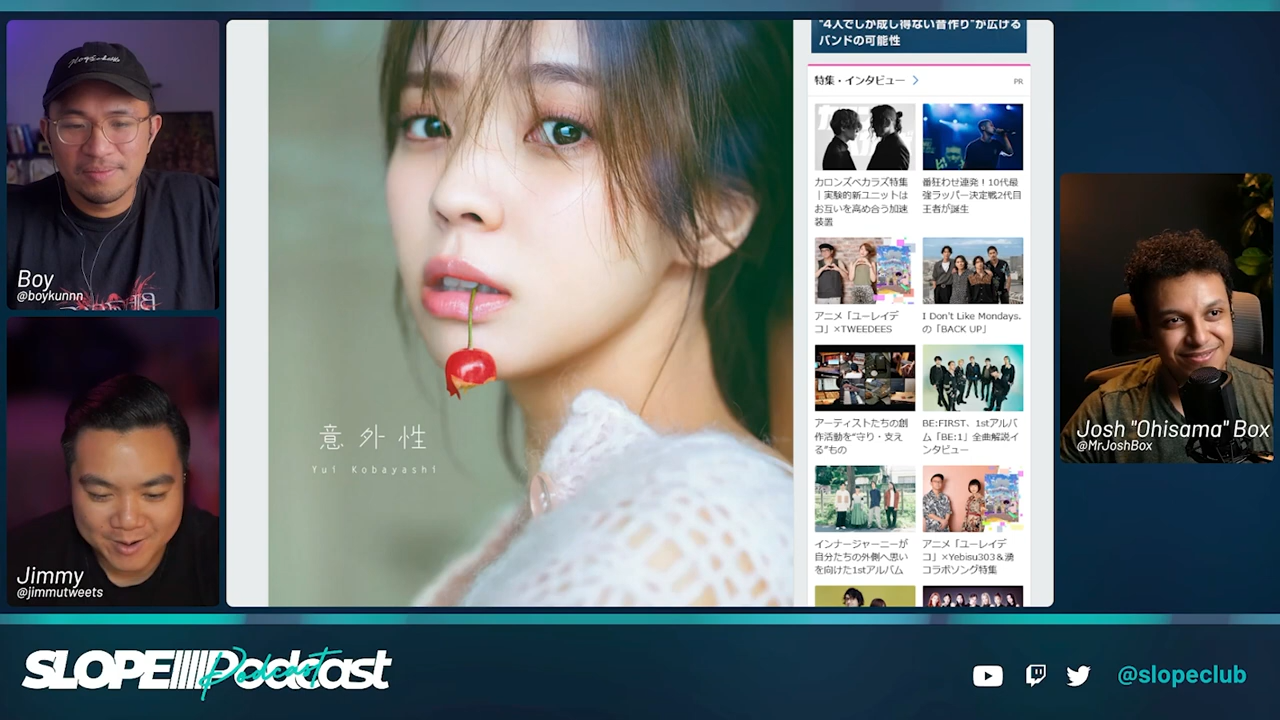 Boy
@boykunnn
Jimmy
@jimmutweets
意外性
Yui Kobayashi
"4人でしか成し得ない音作り"が広げる
バンドの可能性
特集・インタビュー
PR
カロンズベカラズ特集
｜実験的新ユニットは
お互いを高め合う加速
装置
番狂わせ連発！10代最
強ラッパー決定戦2代目
王者が誕生
アニメ「ユーレイデ
コ」×TWEEDEES
I Don't Like Mondays.
の「BACK UP」
アーティストたちの創
作活動を"守り・支え
る"もの
BE:FIRST、1stアルバ
ム「BE:1」全曲解説イ
ンタビュー
インナージャーニーが
自分たちの外側へ思い
を向けた1stアルバム
アニメ「ユーレイデ
コ」×Yebisu303＆湧
コラボソング特集
Josh "Ohisama" Box
@MrJoshBox
SLOPE Podcast
Podcast
@slopeclub